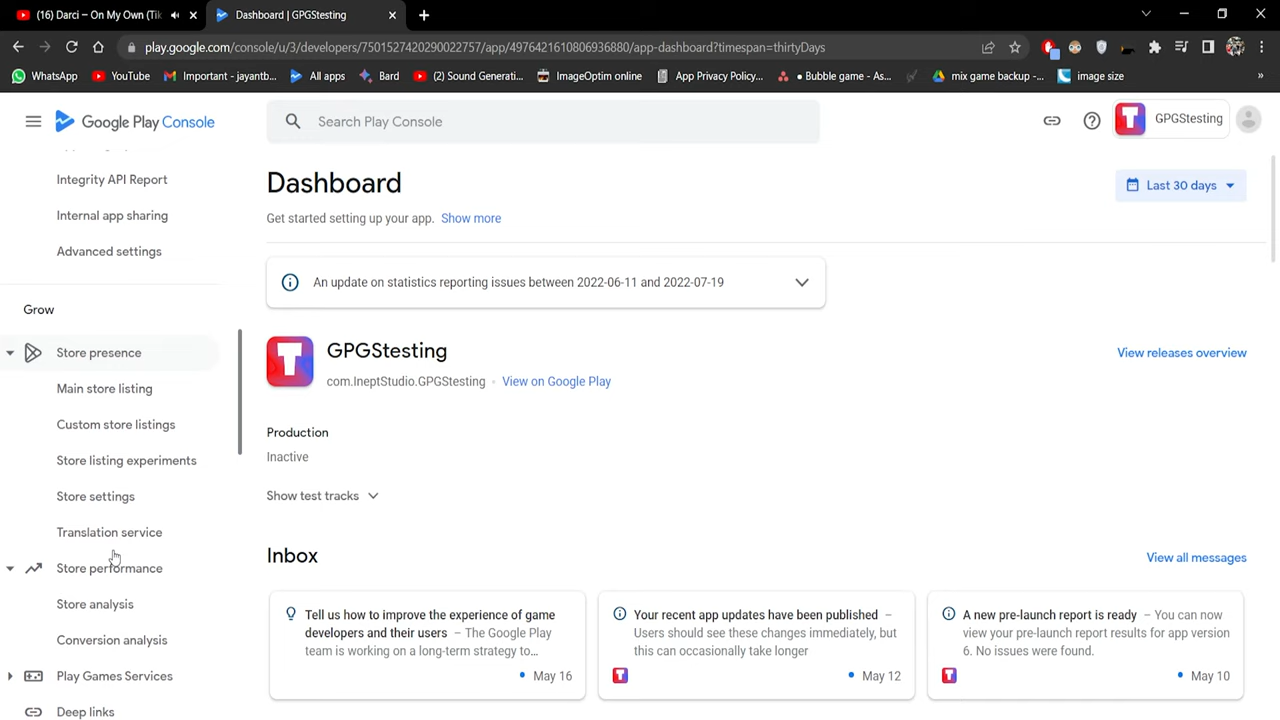 (16) Darci – On My Own (Tik
Dashboard | GPGStesting
play.google.com/console/u/3/developers/7501527420290022757/app/4976421610806936880/app-dashboard?timespan=thirtyDays
WhatsApp
YouTube
Important - jayantb...
All apps
Bard
(2) Sound Generati...
ImageOptim online
App Privacy Policy...
Bubble game - As...
mix game backup -...
image size
»
Google Play Console
Search Play Console
GPGStesting
Integrity API Report
Internal app sharing
Advanced settings
Grow
Store presence
Main store listing
Custom store listings
Store listing experiments
Store settings
Translation service
Store performance
Store analysis
Conversion analysis
Play Games Services
Deep links
Dashboard
Last 30 days
Get started setting up your app. Show more
An update on statistics reporting issues between 2022-06-11 and 2022-07-19
T
GPGStesting
com.IneptStudio.GPGStesting • View on Google Play
View releases overview
Production
Inactive
Show test tracks
Inbox
View all messages
Tell us how to improve the experience of game
developers and their users – The Google Play
team is working on a long-term strategy to...
• May 16
Your recent app updates have been published –
Users should see these changes immediately, but
this can occasionally take longer
• May 12
A new pre-launch report is ready – You can now
view your pre-launch report results for app version
6. No issues were found.
• May 10